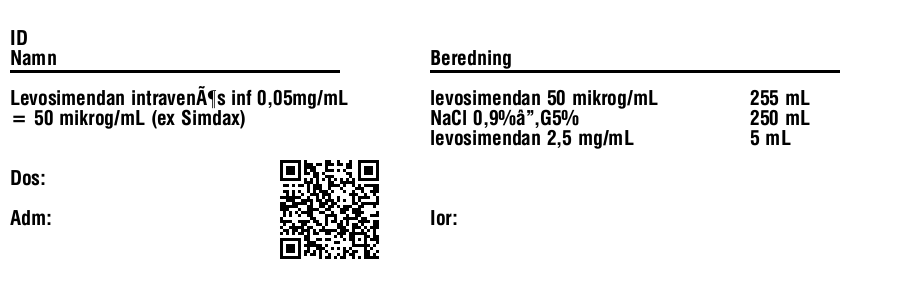 ID
Namn
Beredning
Levosimendan intravenÃ¶s inf 0,05mg/mL
= 50 mikrog/mL (ex Simdax)
levosimendan 50 mikrog/mL 255 mL
NaCl 0,9%â”‚G5% 250 mL
levosimendan 2,5 mg/mL 5 mL
Dos:
Adm:
Ior: